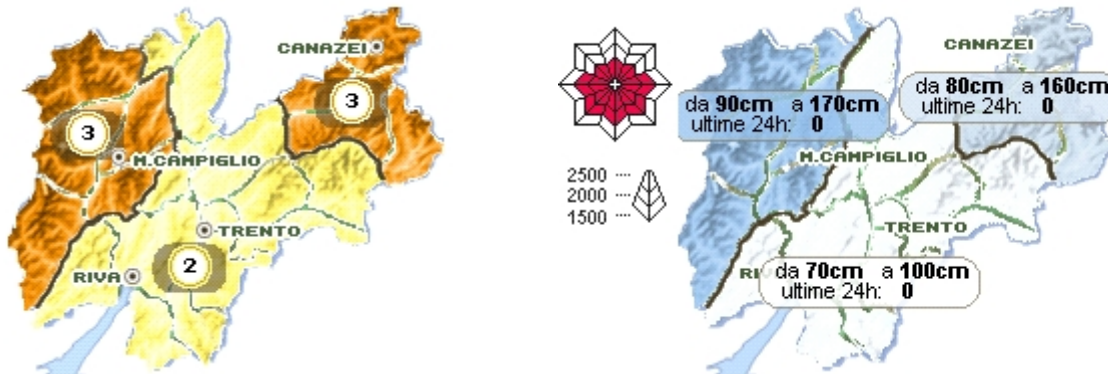 CANAZEI
3
3
M.CAMPIGLIO
TRENTO
2
RIVA
CANAZEI
da 80cm a 160cm
ultime 24h: 0
da 90cm a 170cm
ultime 24h: 0
M.CAMPIGLIO
2500
2000
1500
TRENTO
RI
da 70cm a 100cm
ultime 24h: 0